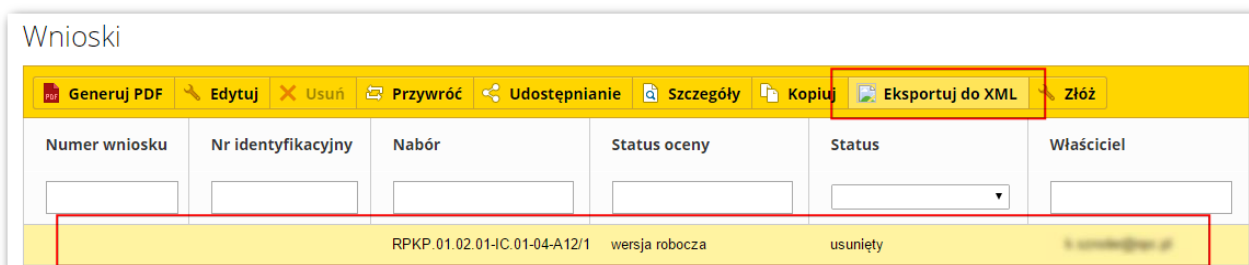 Wnioski
Generuj PDF Edytuj Usuń Przywróć Udostępnianie Szczegóły Kopiuj Eksportuj do XML Złóż
Numer wniosku Nr identyfikacyjny Nabór Status oceny Status Właściciel
RPKP.01.02.01-IC.01-04-A12/1 wersja robocza usunięty